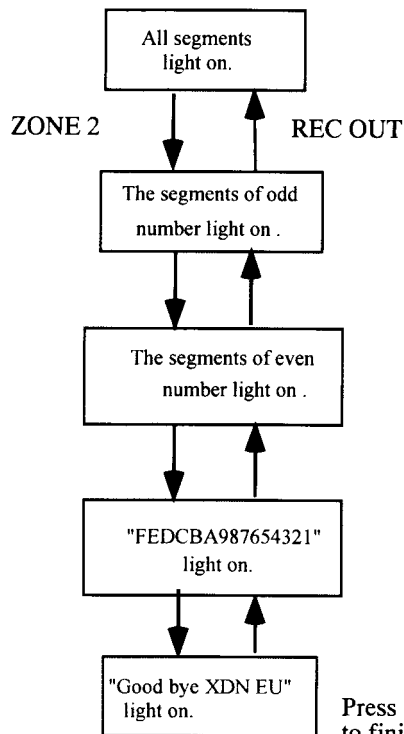 All segments
light on.
ZONE 2
REC OUT
The segments of odd
number light on .
The segments of even
number light on .
"FEDCBA987654321"
light on.
"Good bye XDN EU"
light on.
Press
to fini